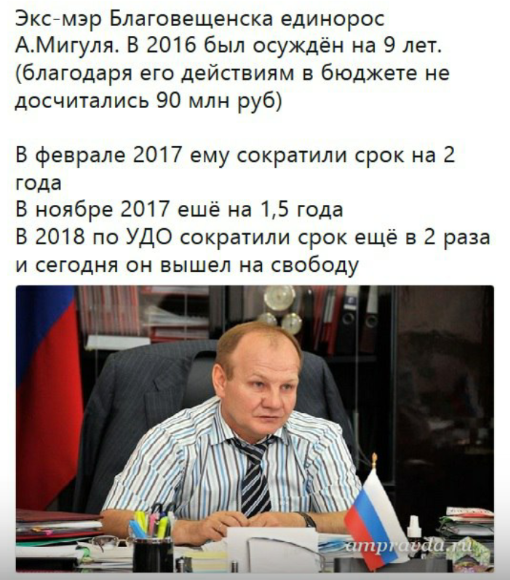 Экс-мэр Благовещенска единорос
А.Мигуля. В 2016 был осуждён на 9 лет.
(благодаря его действиям в бюджете не
досчитались 90 млн руб)
В феврале 2017 ему сократили срок на 2
года
В ноябре 2017 ешё на 1,5 года
В 2018 по УДО сократили срок ещё в 2 раза
и сегодня он вышел на свободу
ampravda.ru